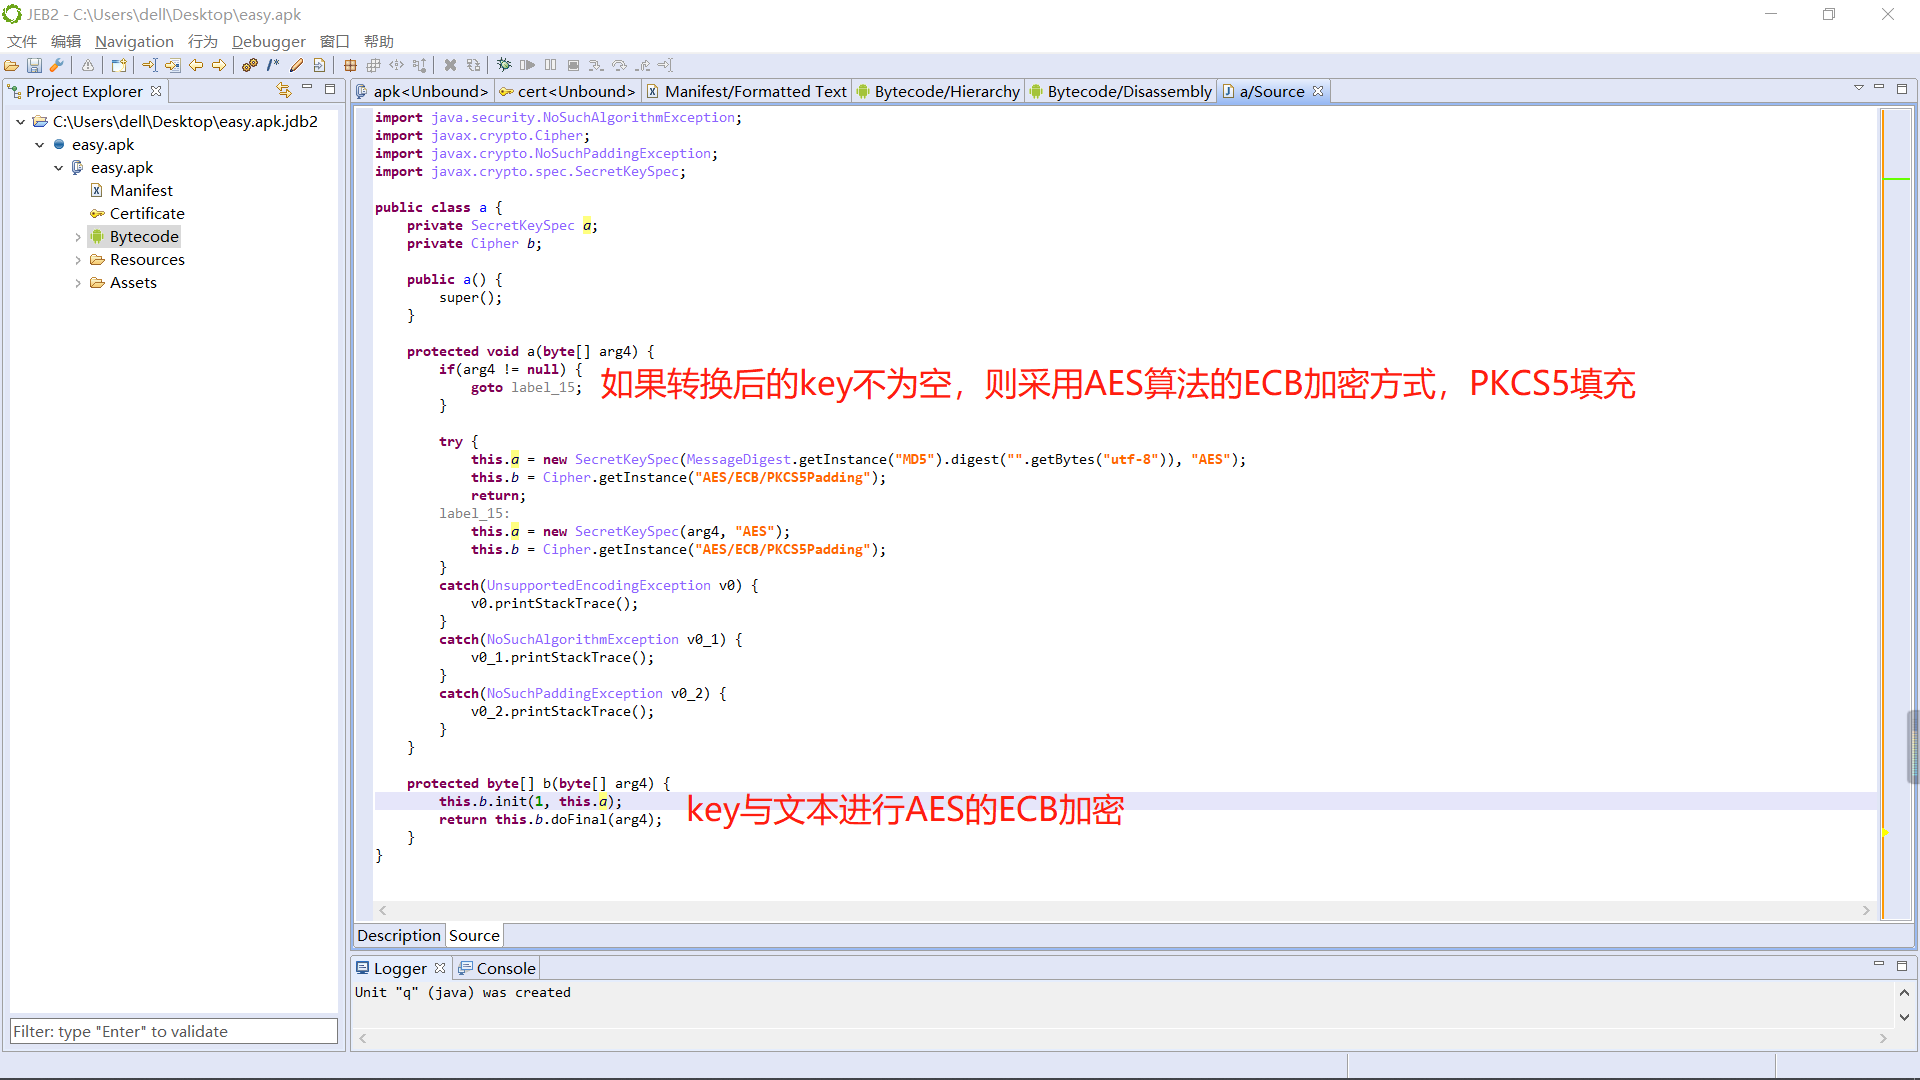 JEB2 - C:\Users\dell\Desktop\easy.apk
文件 编辑 Navigation 行为 Debugger 窗口 帮助
Project Explorer
C:\Users\dell\Desktop\easy.apk.jdb2
easy.apk
easy.apk
Manifest
Certificate
Bytecode
Resources
Assets
Filter: type "Enter" to validate
apk<Unbound> cert<Unbound> Manifest/Formatted Text Bytecode/Hierarchy Bytecode/Disassembly a/Source
import java.security.NoSuchAlgorithmException;
import javax.crypto.Cipher;
import javax.crypto.NoSuchPaddingException;
import javax.crypto.spec.SecretKeySpec;
public class a {
private SecretKeySpec a;
private Cipher b;
public a() {
super();
}
protected void a(byte[] arg4) {
if(arg4 != null) {
goto label_15;
如果转换后的key不为空，则采用AES算法的ECB加密方式，PKCS5填充
}
try {
this.a = new SecretKeySpec(MessageDigest.getInstance("MD5").digest("".getBytes("utf-8")), "AES");
this.b = Cipher.getInstance("AES/ECB/PKCS5Padding");
return;
label_15:
this.a = new SecretKeySpec(arg4, "AES");
this.b = Cipher.getInstance("AES/ECB/PKCS5Padding");
}
catch(UnsupportedEncodingException v0) {
v0.printStackTrace();
}
catch(NoSuchAlgorithmException v0_1) {
v0_1.printStackTrace();
}
catch(NoSuchPaddingException v0_2) {
v0_2.printStackTrace();
}
}
protected byte[] b(byte[] arg4) {
this.b.init(1, this.a);
key与文本进行AES的ECB加密
return this.b.doFinal(arg4);
}
}
Description Source
Logger Console
Unit "q" (java) was created